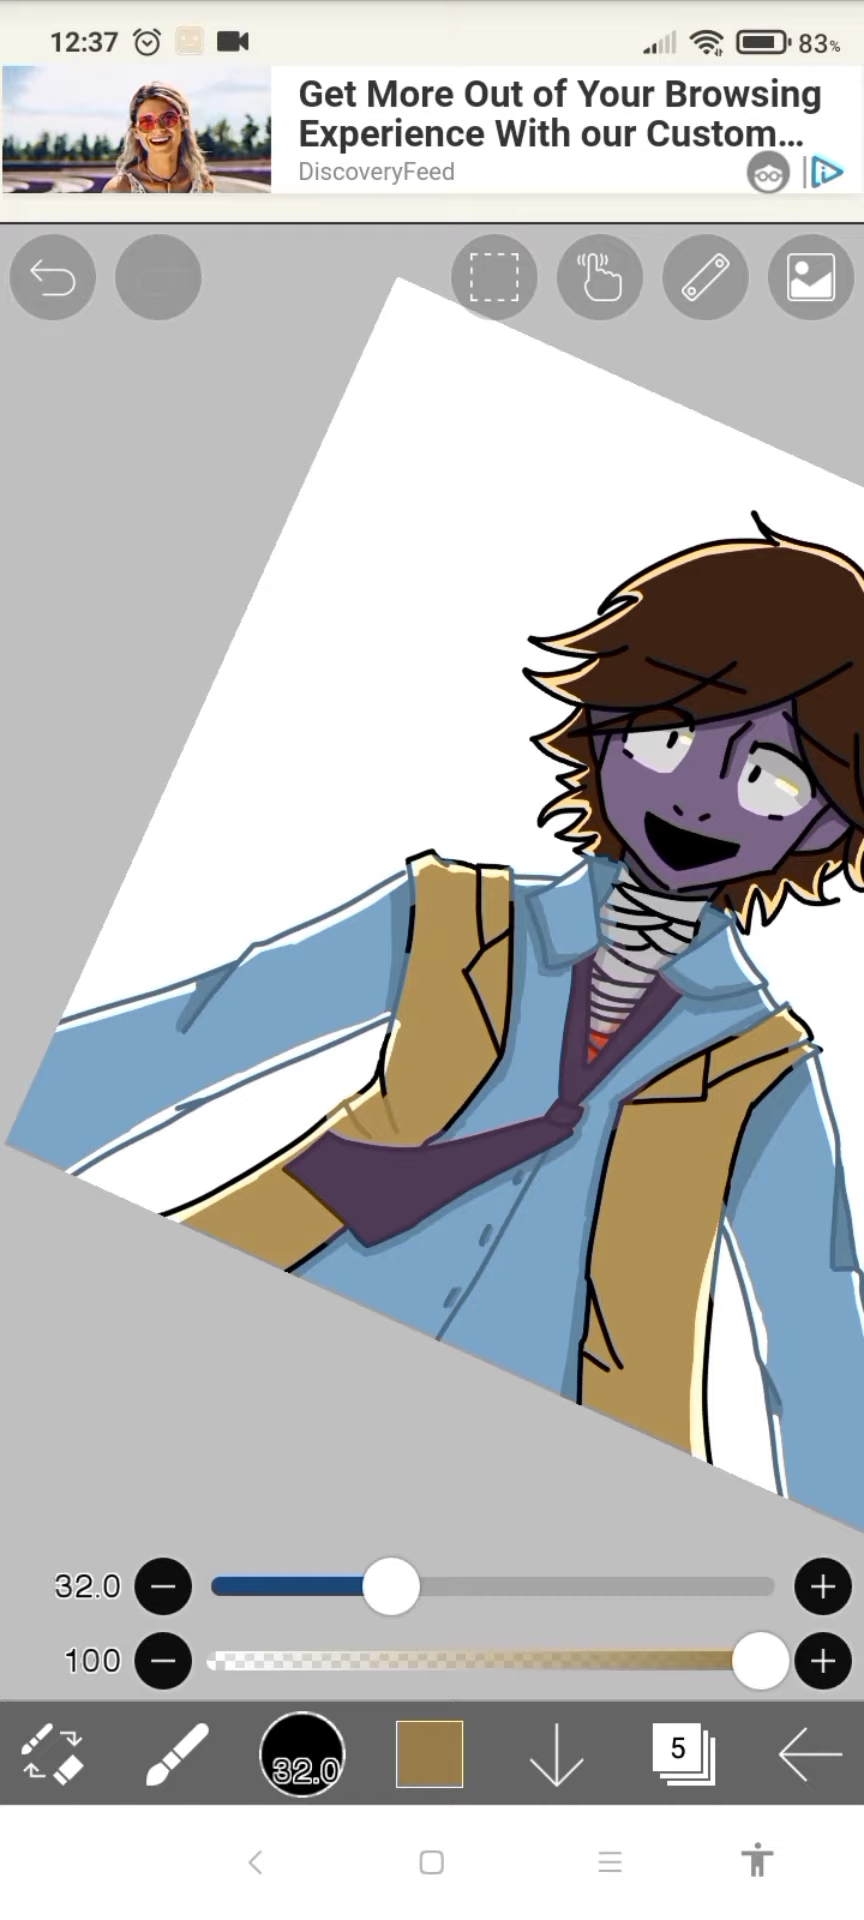 12:37
83%
Get More Out of Your Browsing
Experience With our Custom...
DiscoveryFeed
32.0
100
32.0
5